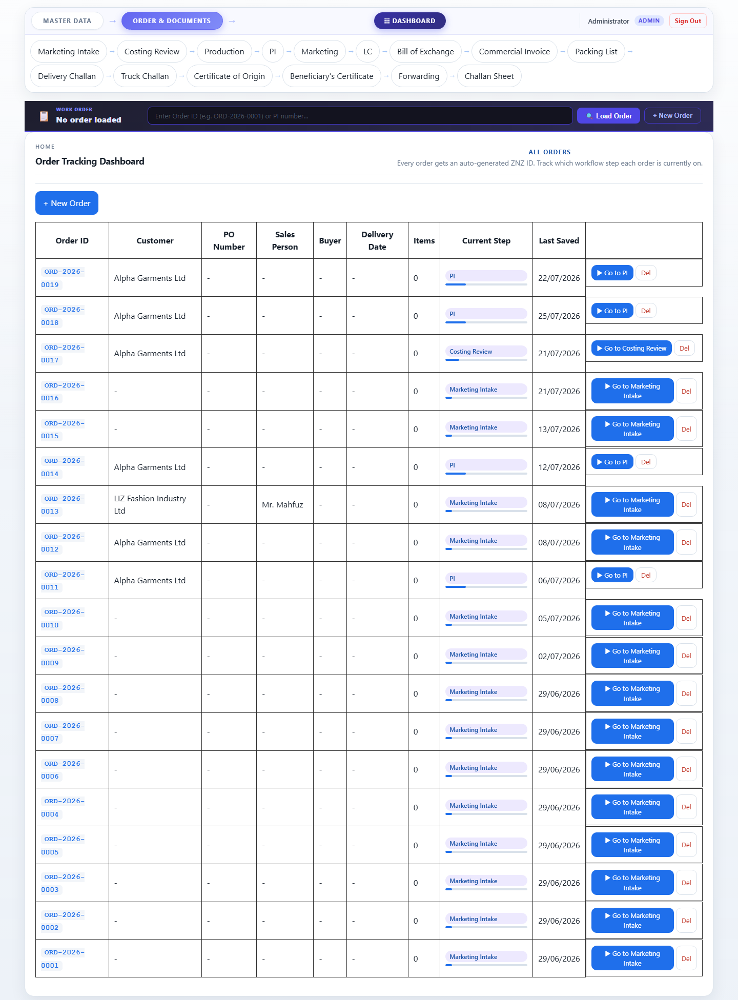 MASTER DATA → ORDER & DOCUMENTS → ☴ DASHBOARD Administrator ADMIN Sign Out
Marketing Intake → Costing Review → Production → PI → Marketing → LC → Bill of Exchange → Commercial Invoice → Packing List →
Delivery Challan → Truck Challan → Certificate of Origin → Beneficiary's Certificate → Forwarding → Challan Sheet
WORK ORDER
No order loaded
Enter Order ID (e.g. ORD-2026-0001) or PI number...
Load Order
+ New Order
HOME
Order Tracking Dashboard
ALL ORDERS
Every order gets an auto-generated ZNZ ID. Track which workflow step each order is currently on.
+ New Order
Order ID Customer PO Number Sales Person Buyer Delivery Date Items Current Step Last Saved
ORD-2026-0019 Alpha Garments Ltd - - - - 0 PI 22/07/2026 ▶ Go to PI Del
ORD-2026-0018 Alpha Garments Ltd - - - - 0 PI 25/07/2026 ▶ Go to PI Del
ORD-2026-0017 Alpha Garments Ltd - - - - 0 Costing Review 21/07/2026 ▶ Go to Costing Review Del
ORD-2026-0016 - - - - - 0 Marketing Intake 21/07/2026 ▶ Go to Marketing Intake Del
ORD-2026-0015 - - - - - 0 Marketing Intake 13/07/2026 ▶ Go to Marketing Intake Del
ORD-2026-0014 Alpha Garments Ltd - - - - 0 PI 12/07/2026 ▶ Go to PI Del
ORD-2026-0013 LIZ Fashion Industry Ltd - Mr. Mahfuz - - 0 Marketing Intake 08/07/2026 ▶ Go to Marketing Intake Del
ORD-2026-0012 Alpha Garments Ltd - - - - 0 Marketing Intake 08/07/2026 ▶ Go to Marketing Intake Del
ORD-2026-0011 Alpha Garments Ltd - - - - 0 PI 06/07/2026 ▶ Go to PI Del
ORD-2026-0010 - - - - - 0 Marketing Intake 05/07/2026 ▶ Go to Marketing Intake Del
ORD-2026-0009 - - - - - 0 Marketing Intake 02/07/2026 ▶ Go to Marketing Intake Del
ORD-2026-0008 - - - - - 0 Marketing Intake 29/06/2026 ▶ Go to Marketing Intake Del
ORD-2026-0007 - - - - - 0 Marketing Intake 29/06/2026 ▶ Go to Marketing Intake Del
ORD-2026-0006 - - - - - 0 Marketing Intake 29/06/2026 ▶ Go to Marketing Intake Del
ORD-2026-0004 - - - - - 0 Marketing Intake 29/06/2026 ▶ Go to Marketing Intake Del
ORD-2026-0005 - - - - - 0 Marketing Intake 29/06/2026 ▶ Go to Marketing Intake Del
ORD-2026-0003 - - - - - 0 Marketing Intake 29/06/2026 ▶ Go to Marketing Intake Del
ORD-2026-0002 - - - - - 0 Marketing Intake 29/06/2026 ▶ Go to Marketing Intake Del
ORD-2026-0001 - - - - - 0 Marketing Intake 29/06/2026 ▶ Go to Marketing Intake Del